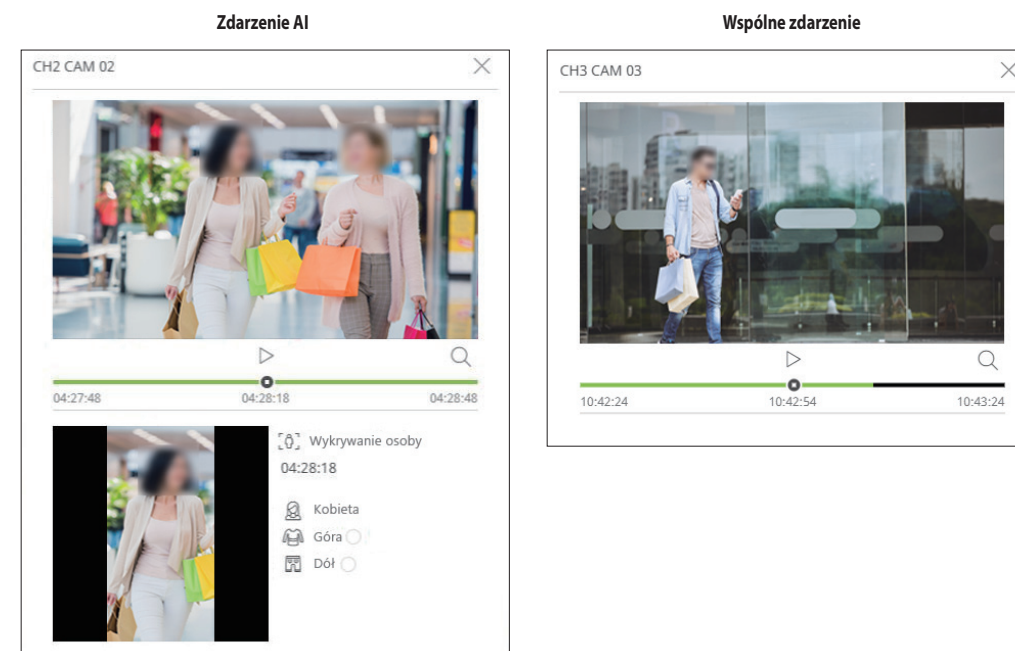 Zdarzenie AI
CH2 CAM 02
04:27:48 04:28:18 04:28:48
Wykrywanie osoby
04:28:18
Kobieta
Góra
Dół
Wspólne zdarzenie
CH3 CAM 03
10:42:24 10:42:54 10:43:24